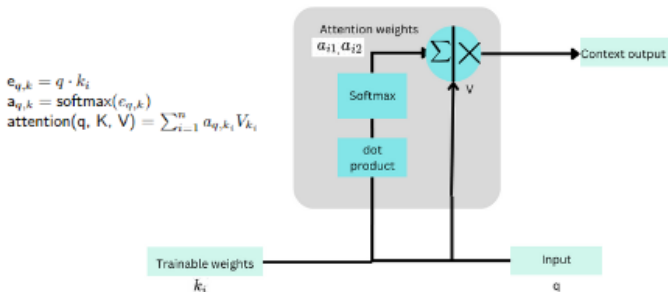 Attention weights
a_{i1}, a_{i2}
∑ X
Context output
e_{q,k} = q · k_i
a_{q,k} = softmax(e_{q,k})
attention(q, K, V) = ∑_{i=1}^{n} a_{q,k_i} V_{k_i}
Softmax
V
dot
product
Trainable weights
k_i
Input
q